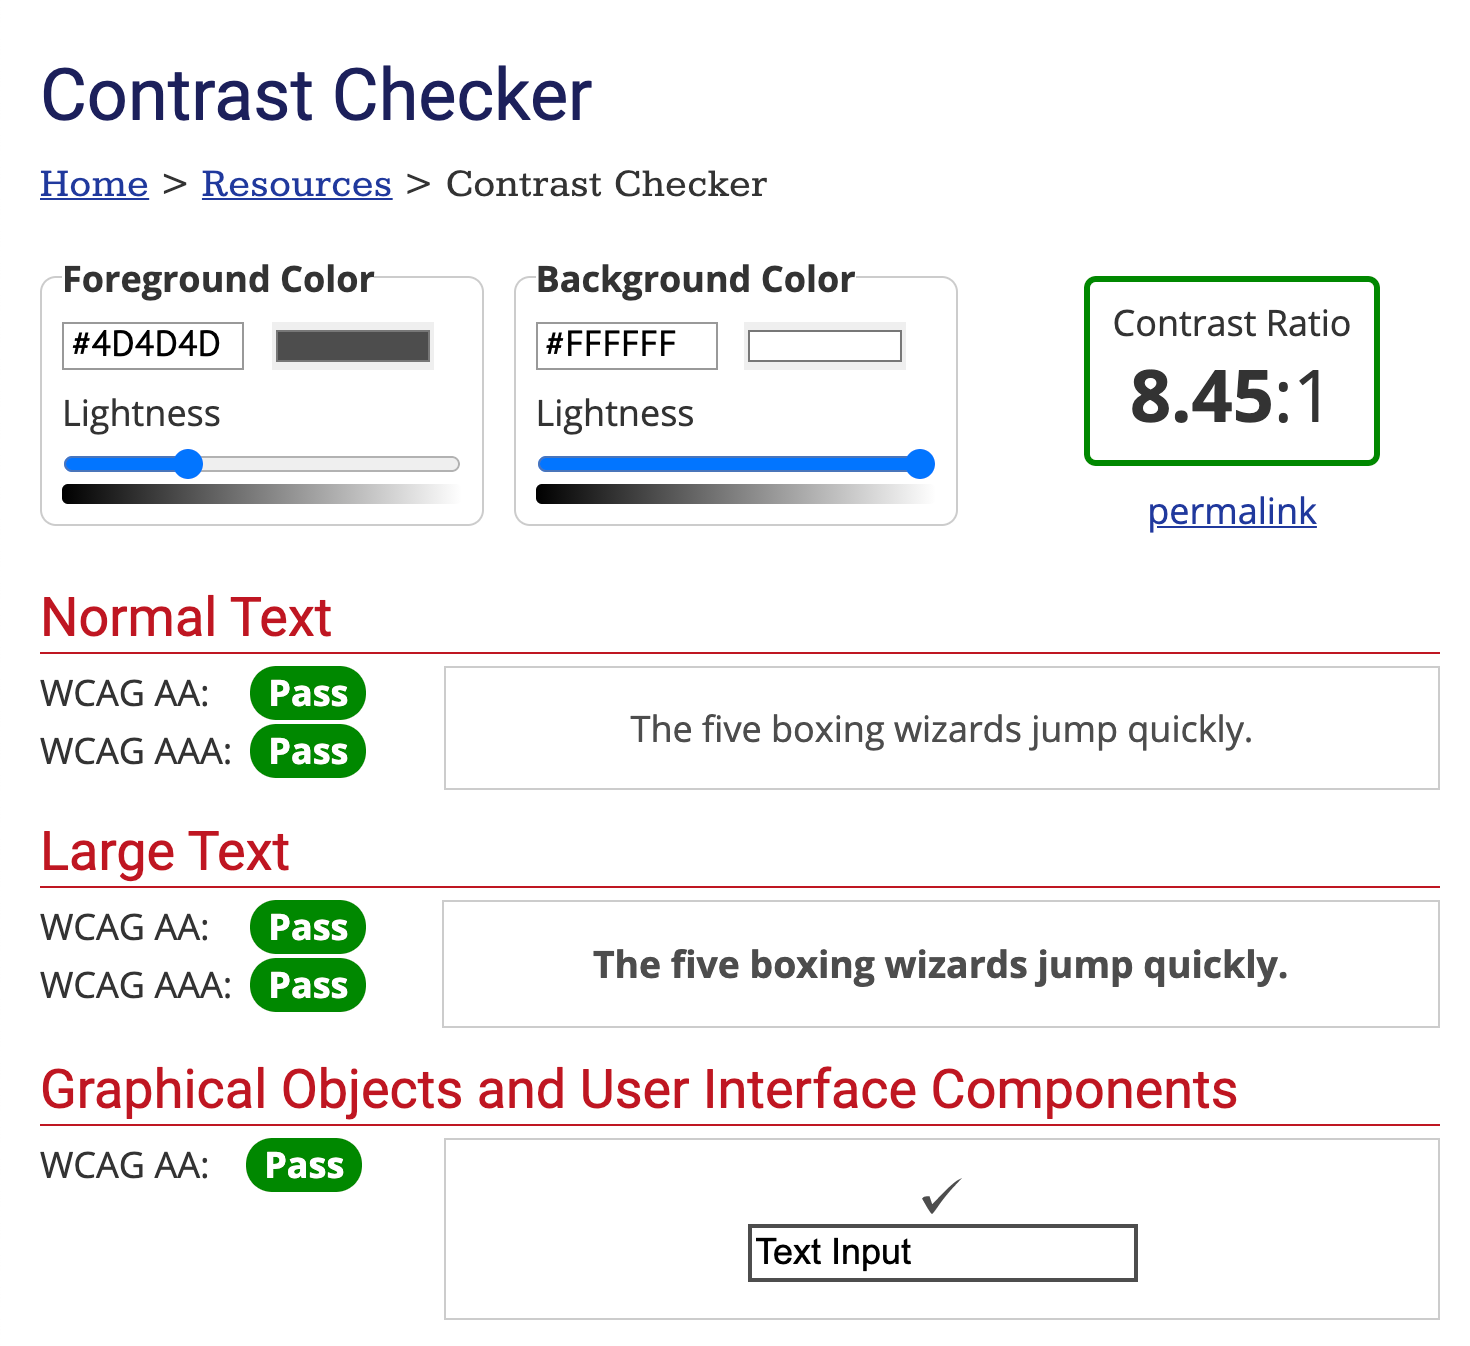 Contrast Checker
Home > Resources > Contrast Checker
Foreground Color
#4D4D4D
Lightness
Background Color
#FFFFFF
Lightness
Contrast Ratio
8.45:1
permalink
Normal Text
WCAG AA: Pass
WCAG AAA: Pass
The five boxing wizards jump quickly.
Large Text
WCAG AA: Pass
WCAG AAA: Pass
The five boxing wizards jump quickly.
Graphical Objects and User Interface Components
WCAG AA: Pass
✓
Text Input